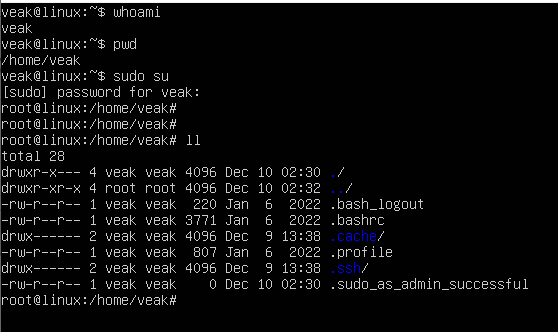 veak@linux:~$ whoami
veak
veak@linux:~$ pwd
/home/veak
veak@linux:~$ sudo su
[sudo] password for veak:
root@linux:/home/veak#
root@linux:/home/veak#
root@linux:/home/veak# ll
total 28
drwxr-x--- 4 veak veak 4096 Dec 10 02:30 ./
drwxr-xr-x 4 root root 4096 Dec 10 02:32 ../
-rw-r--r-- 1 veak veak  220 Jan  6  2022 .bash_logout
-rw-r--r-- 1 veak veak 3771 Jan  6  2022 .bashrc
drwx------ 2 veak veak 4096 Dec  9 13:38 .cache/
-rw-r--r-- 1 veak veak  807 Jan  6  2022 .profile
drwx------ 2 veak veak 4096 Dec  9 13:38 .ssh/
-rw-r--r-- 1 veak veak    0 Dec 10 02:30 .sudo_as_admin_successful
root@linux:/home/veak#